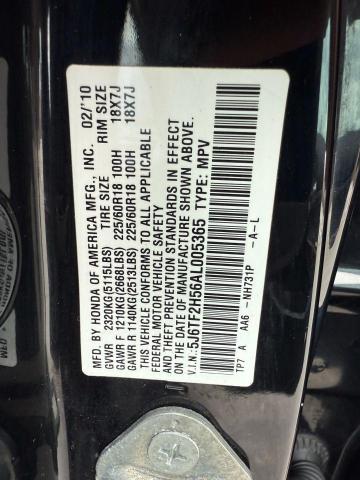 MFD. BY HONDA OF AMERICA MFG., INC. 02/'10
TIRE SIZE RIM SIZE
GVWR 2320KG(5115LBS)
GAWR F 1210KG(2668LBS) 225/60R18 100H 18X7J
GAWR R 1140KG(2513LBS) 225/60R18 100H 18X7J
THIS VEHICLE CONFORMS TO ALL APPLICABLE
FEDERAL MOTOR VEHICLE SAFETY
AND THEFT PREVENTION STANDARDS IN EFFECT
ON THE DATE OF MANUFACTURE SHOWN ABOVE.
V.I.N.: 5J6TF2H56AL005365 TYPE: MPV
TP7 A AA6 - NH731P -A-L